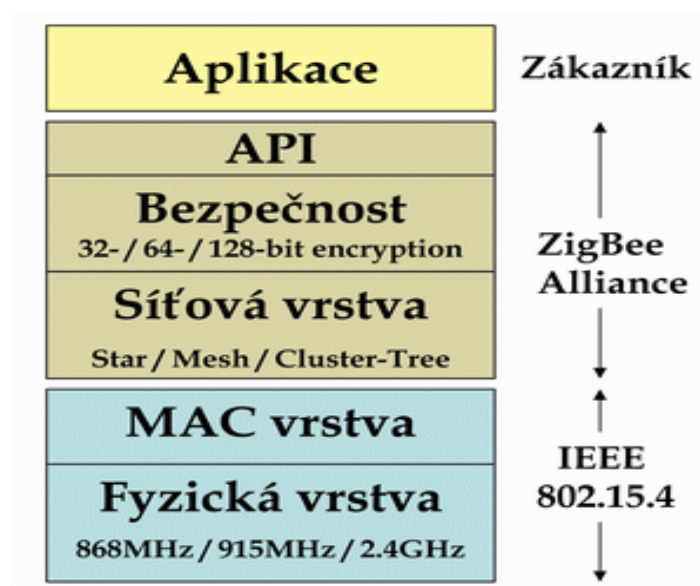 Aplikace
Zákazník
API
Bezpečnost
32- / 64- / 128-bit encryption
Síťová vrstva
Star / Mesh / Cluster-Tree
ZigBee
Alliance
MAC vrstva
Fyzická vrstva
868MHz / 915MHz / 2.4GHz
IEEE
802.15.4